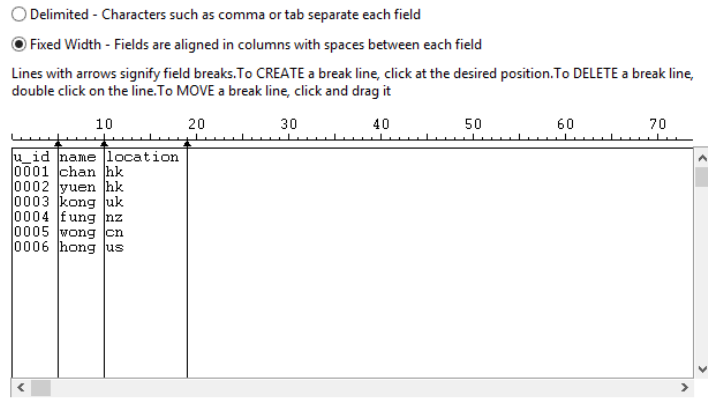 Delimited - Characters such as comma or tab separate each field
Fixed Width - Fields are aligned in columns with spaces between each field
Lines with arrows signify field breaks.To CREATE a break line, click at the desired position.To DELETE a break line,
double click on the line.To MOVE a break line, click and drag it
10 20 30 40 50 60 70
u_id name location
0001 chan hk
0002 yuen hk
0003 kong uk
0004 fung nz
0005 wong cn
0006 hong us